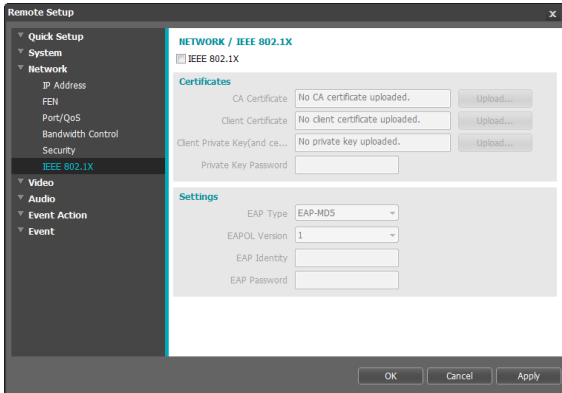 Remote Setup
x
Quick Setup
System
Network
IP Address
FEN
Port/QoS
Bandwidth Control
Security
IEEE 802.1X
Video
Audio
Event Action
Event
NETWORK / IEEE 802.1X
IEEE 802.1X
Certificates
CA Certificate No CA certificate uploaded. Upload...
Client Certificate No client certificate uploaded. Upload...
Client Private Key(and ce... No private key uploaded. Upload...
Private Key Password
Settings
EAP Type EAP-MD5
EAPOL Version 1
EAP Identity
EAP Password
OK Cancel Apply